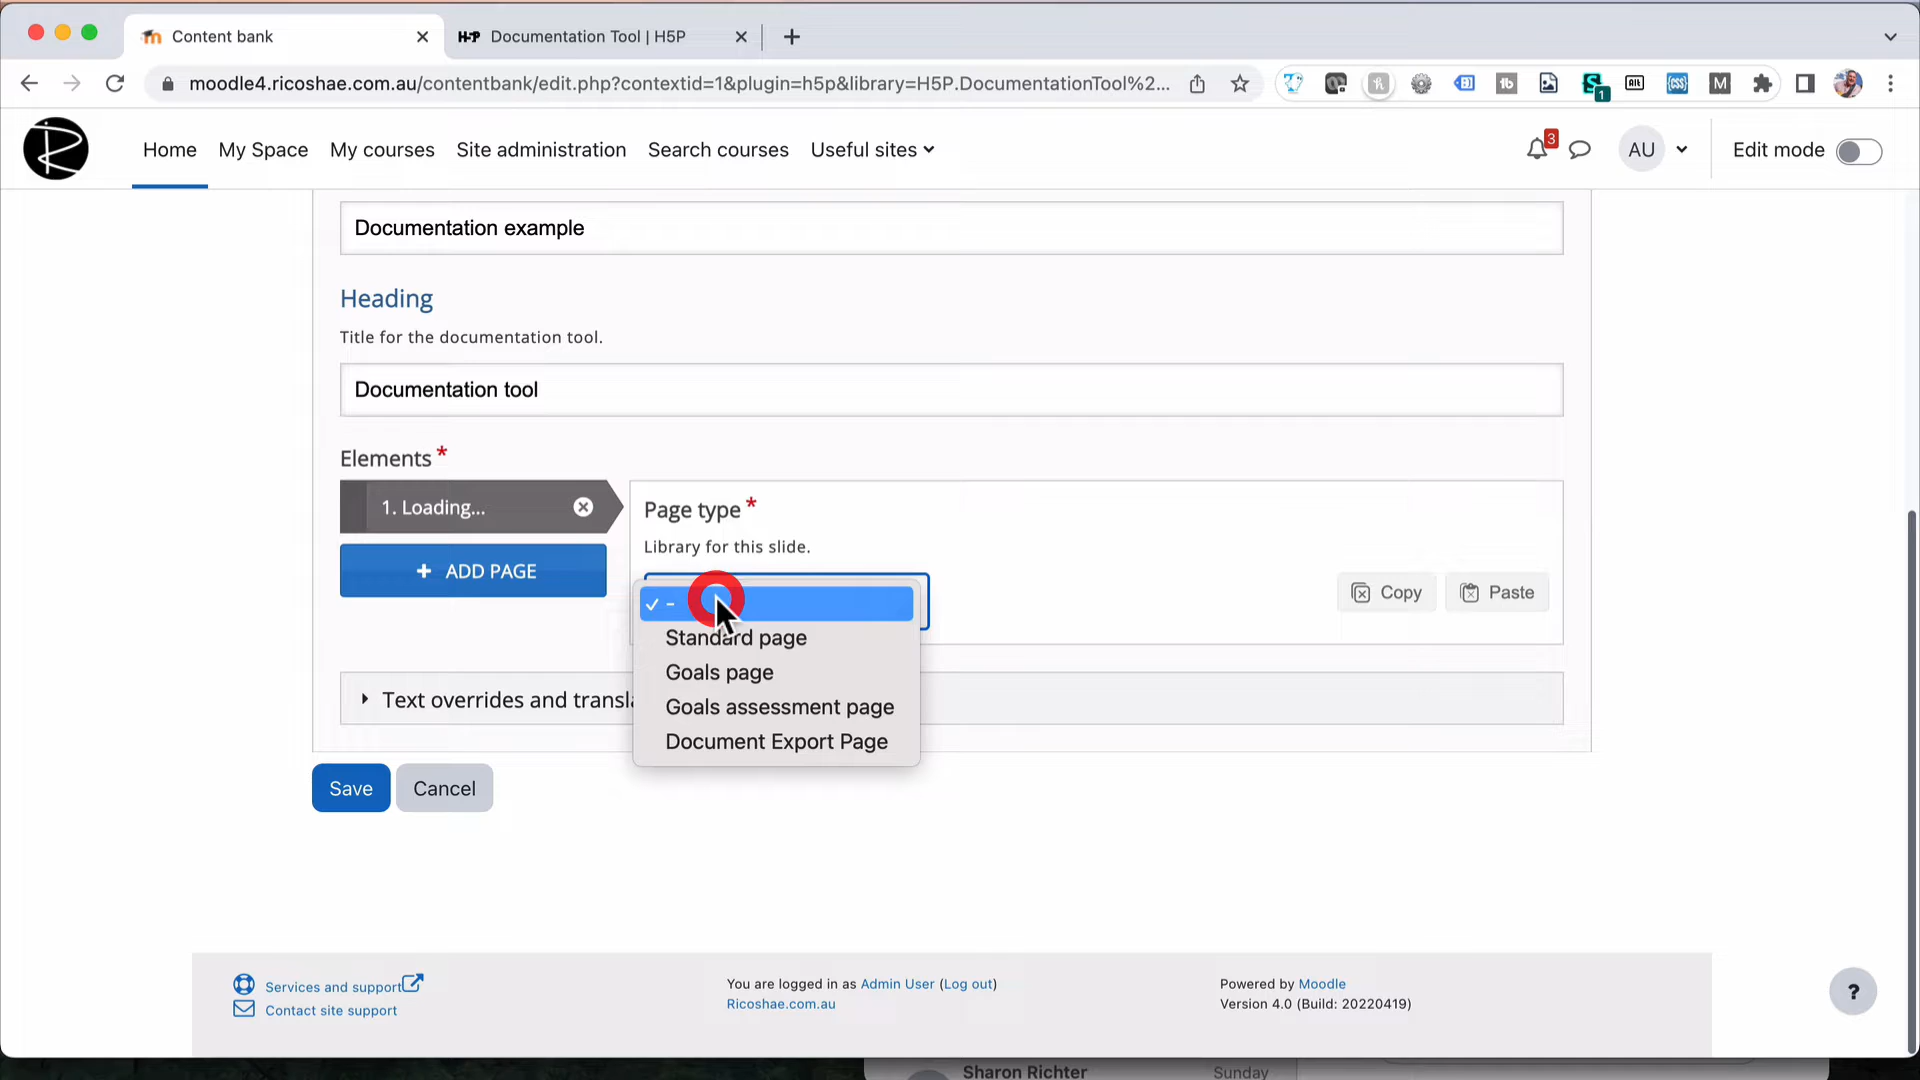 Content bank
H-P Documentation Tool | H5P
moodle4.ricoshae.com.au/contentbank/edit.php?contextid=1&plugin=h5p&library=H5P.DocumentationTool%2...
1
Home
My Space
My courses
Site administration
Search courses
Useful sites
3
AU
Edit mode
Documentation example
Heading
Title for the documentation tool.
Documentation tool
Elements *
1. Loading...
+ ADD PAGE
Page type *
Library for this slide.
✓ -
Standard page
Goals page
Goals assessment page
Document Export Page
Copy
Paste
Text overrides and transl
Save
Cancel
Services and support
Contact site support
You are logged in as Admin User (Log out)
Ricoshae.com.au
Powered by Moodle
Version 4.0 (Build: 20220419)
?
Sharon Richter
Sunday